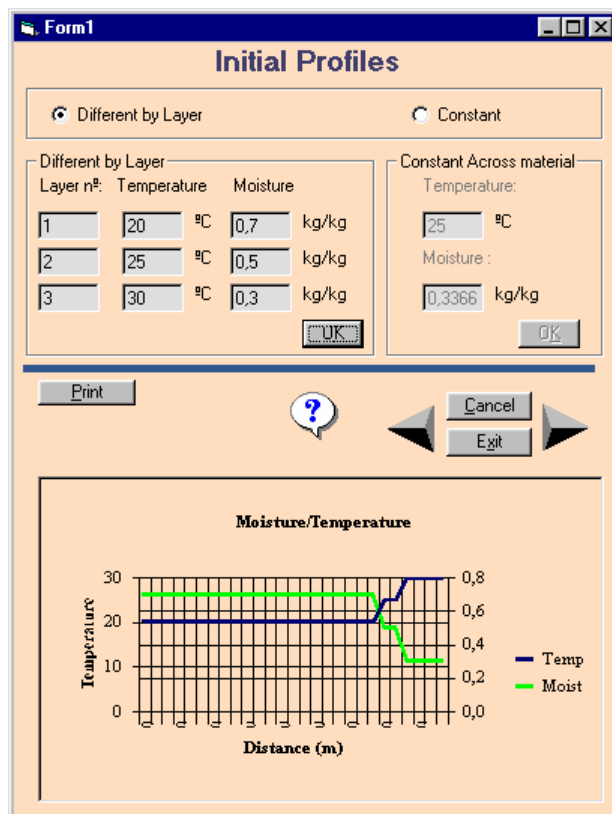 Form1
Initial Profiles
Different by Layer
Constant
Different by Layer
Layer nº: Temperature Moisture
1 20 ºC 0,7 kg/kg
2 25 ºC 0,5 kg/kg
3 30 ºC 0,3 kg/kg
OK
Constant Across material
Temperature:
25 ºC
Moisture :
0,3366 kg/kg
OK
Print
?
Cancel
Exit
Moisture/Temperature
Temperature
30
20
10
0
0,8
0,6
0,4
0,2
0,0
Temp
Moist
Distance (m)